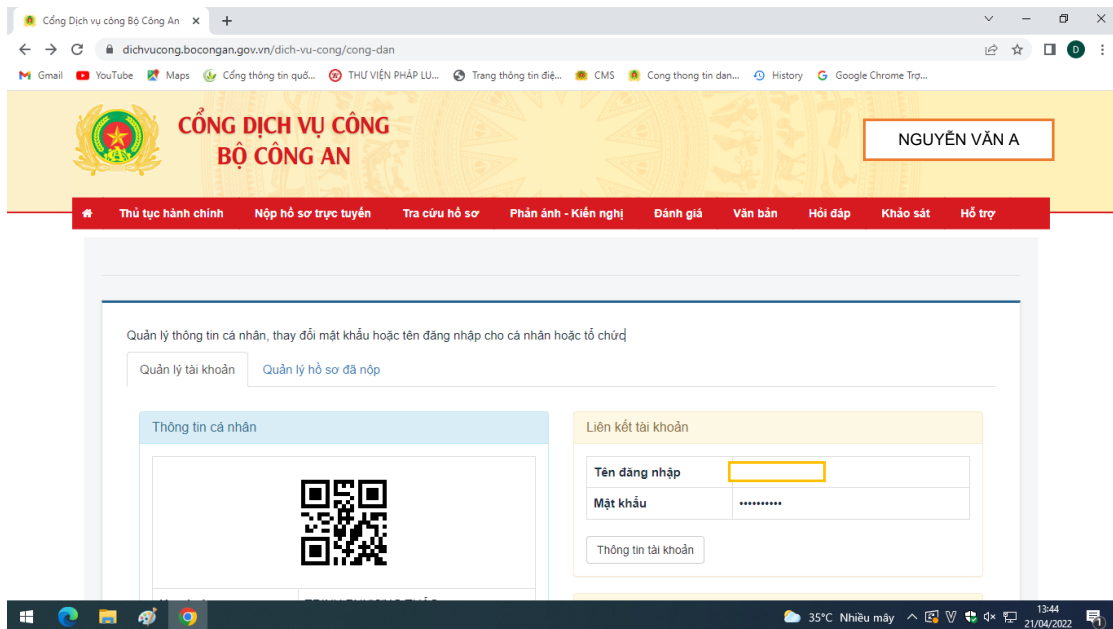 Cổng Dịch vụ công Bộ Công An
dichvucong.bocongan.gov.vn/dich-vu-cong/cong-dan
D
Gmail YouTube Maps Cổng thông tin quố... THƯ VIỆN PHÁP LU... Trang thông tin điệ... CMS Cong thong tin dan... History Google Chrome Trợ...
CỔNG DỊCH VỤ CÔNG
BỘ CÔNG AN
NGUYỄN VĂN A
Thủ tục hành chính Nộp hồ sơ trực tuyến Tra cứu hồ sơ Phản ánh - Kiến nghị Đánh giá Văn bản Hỏi đáp Khảo sát Hỗ trợ
Quản lý thông tin cá nhân, thay đổi mật khẩu hoặc tên đăng nhập cho cá nhân hoặc tổ chức
Quản lý tài khoản Quản lý hồ sơ đã nộp
Thông tin cá nhân
Liên kết tài khoản
Tên đăng nhập
Mật khẩu ••••••••••
Thông tin tài khoản
35°C Nhiều mây
13:44
21/04/2022
1